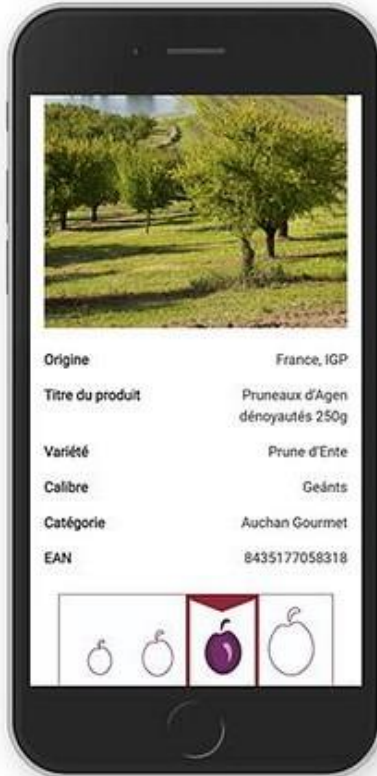 Origine France, IGP
Titre du produit Pruneaux d'Agen
dénoyautés 250g
Variété Prune d'Ente
Calibre Geánts
Catégorie Auchan Gourmet
EAN 8435177058318